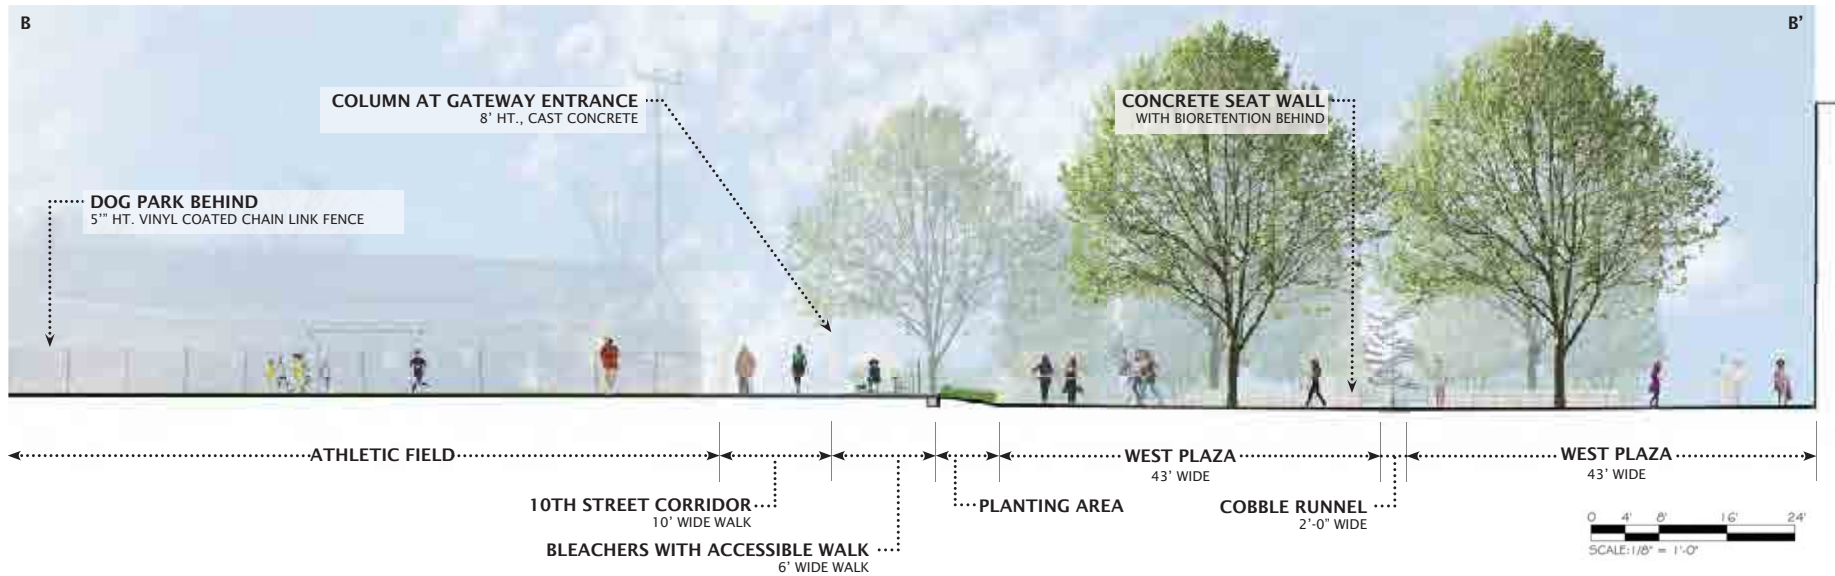 B
B'
COLUMN AT GATEWAY ENTRANCE
8' HT., CAST CONCRETE
CONCRETE SEAT WALL
WITH BIORETENTION BEHIND
DOG PARK BEHIND
5'" HT. VINYL COATED CHAIN LINK FENCE
ATHLETIC FIELD
WEST PLAZA
43' WIDE
WEST PLAZA
43' WIDE
10TH STREET CORRIDOR
10' WIDE WALK
PLANTING AREA
COBBLE RUNNEL
2'-0" WIDE
BLEACHERS WITH ACCESSIBLE WALK
6' WIDE WALK
0 4' 8' 16' 24'
SCALE: 1/8" = 1'-0"